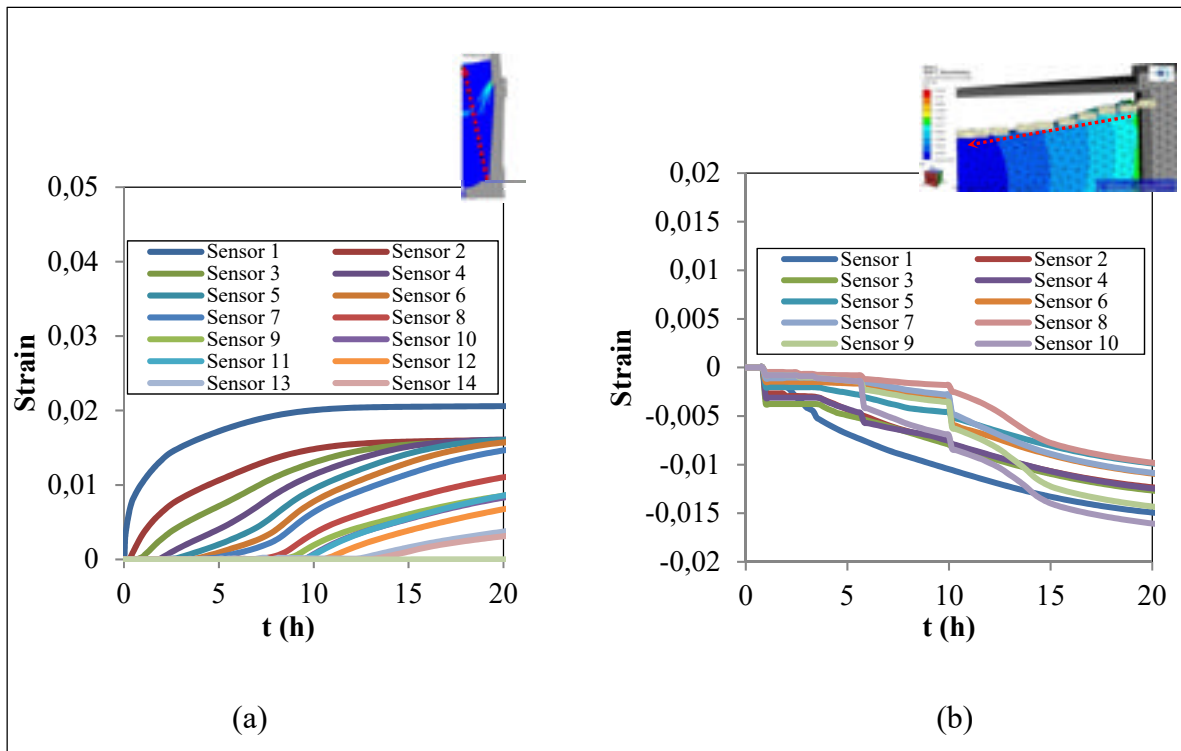 0,05
0,04
0,03
0,02
0,01
0
Strain
Sensor 1 Sensor 2
Sensor 3 Sensor 4
Sensor 5 Sensor 6
Sensor 7 Sensor 8
Sensor 9 Sensor 10
Sensor 11 Sensor 12
Sensor 13 Sensor 14
0 5 10 15 20
t (h)
(a)
0,02
0,015
0,01
0,005
0
-0,005
-0,01
-0,015
-0,02
Strain
Sensor 1 Sensor 2
Sensor 3 Sensor 4
Sensor 5 Sensor 6
Sensor 7 Sensor 8
Sensor 9 Sensor 10
0 5 10 15 20
t (h)
(b)